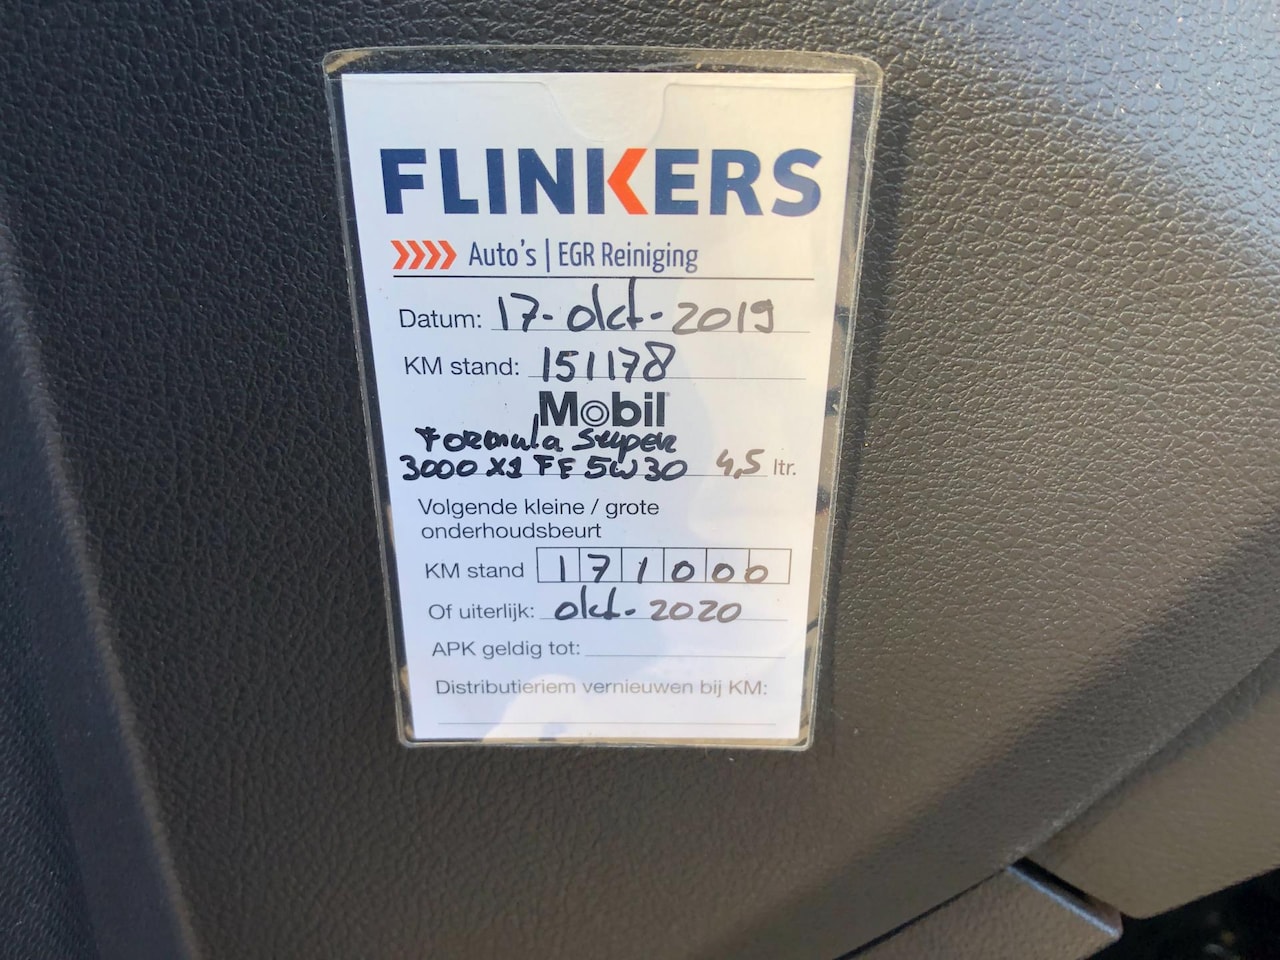 FLINKERS
Auto's | EGR Reiniging
Datum: 17-okt-2019
KM stand: 151178
Mobil
Formula Super
3000 X1 FF 5W30 4,5 ltr.
Volgende kleine / grote
onderhoudsbeurt
KM stand 171000
Of uiterlijk: okt-2020
APK geldig tot:
Distributieriem vernieuwen bij KM: